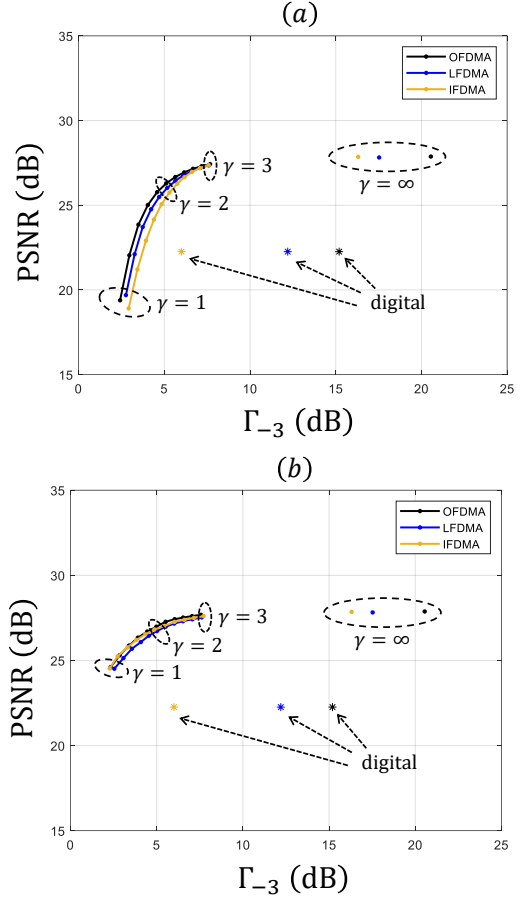 (a)
35
30
25
20
15
0
5
10
15
20
25
PSNR (dB)
Γ₋₃ (dB)
OFDMA
LFDMA
IFDMA
γ = 3
γ = 2
γ = 1
γ = ∞
digital
(b)
35
30
25
20
15
0
5
10
15
20
25
PSNR (dB)
Γ₋₃ (dB)
OFDMA
LFDMA
IFDMA
γ = 3
γ = 2
γ = 1
γ = ∞
digital